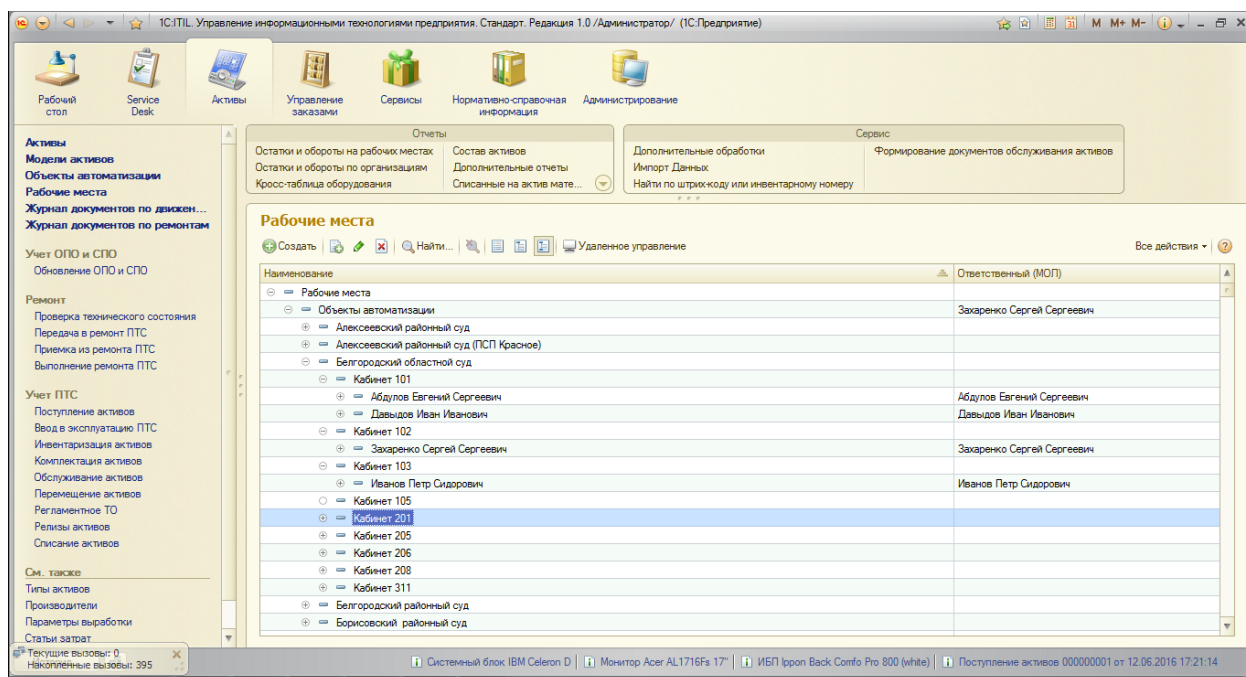 1С:ITIL. Управление информационными технологиями предприятия. Стандарт. Редакция 1.0 /Администратор/ (1С:Предприятие)
M M+ M-
Рабочий стол
Service Desk
Активы
Управление заказами
Сервисы
Нормативно-справочная информация
Администрирование
Активы
Модели активов
Объекты автоматизации
Рабочие места
Журнал документов по движен...
Журнал документов по ремонтам
Учет ОПО и СПО
Обновление ОПО и СПО
Ремонт
Проверка технического состояния
Передача в ремонт ПТС
Приемка из ремонта ПТС
Выполнение ремонта ПТС
Учет ПТС
Поступление активов
Ввод в эксплуатацию ПТС
Инвентаризация активов
Комплектация активов
Обслуживание активов
Перемещение активов
Регламентное ТО
Релизы активов
Списание активов
См. также
Типы активов
Производители
Параметры выработки
Статьи затрат
Текущие вызовы: 0
Накопленные вызовы: 395
Отчеты
Остатки и обороты на рабочих местах
Состав активов
Остатки и обороты по организациям
Дополнительные отчеты
Кросс-таблица оборудования
Списанные на актив мате...
Сервис
Дополнительные обработки
Формирование документов обслуживания активов
Импорт Данных
Найти по штрих-коду или инвентарному номеру
Рабочие места
Создать
Найти...
Удаленное управление
Все действия
Наименование
Ответственный (МОЛ)
Рабочие места
Объекты автоматизации
Захаренко Сергей Сергеевич
Алексеевский районный суд
Алексеевский районный суд (ПСП Красное)
Белгородский областной суд
Кабинет 101
Абдулов Евгений Сергеевич
Абдулов Евгений Сергеевич
Давыдов Иван Иванович
Давыдов Иван Иванович
Кабинет 102
Захаренко Сергей Сергеевич
Захаренко Сергей Сергеевич
Кабинет 103
Иванов Петр Сидорович
Иванов Петр Сидорович
Кабинет 105
Кабинет 201
Кабинет 205
Кабинет 206
Кабинет 208
Кабинет 311
Белгородский районный суд
Борисовский районный суд
Системный блок IBM Celeron D
Монитор Acer AL1716Fs 17"
ИБП Ippon Back Comfo Pro 800 (white)
Поступление активов 000000001 от 12.06.2016 17:21:14